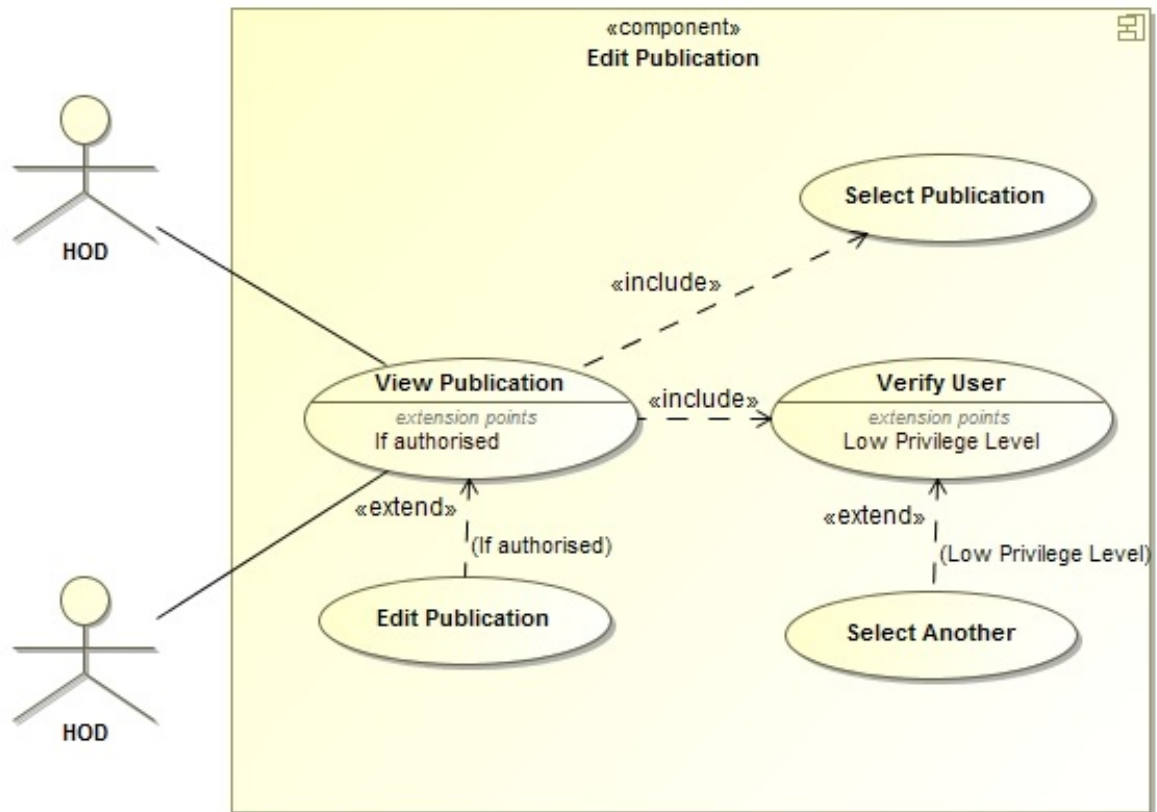 «component»
Edit Publication
HOD
Select Publication
«include»
View Publication
extension points
If authorised
«include»
Verify User
extension points
Low Privilege Level
«extend»
(If authorised)
«extend»
(Low Privilege Level)
Edit Publication
Select Another
HOD